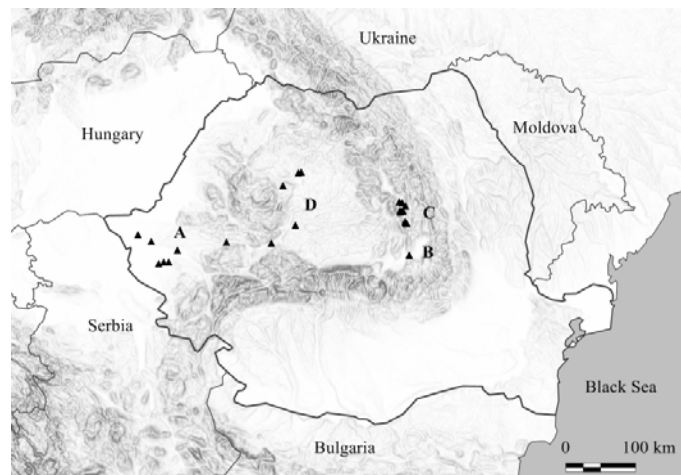 Ukraine
Hungary
Moldova
D
C
A
B
Serbia
Black Sea
Bulgaria
0 100 km